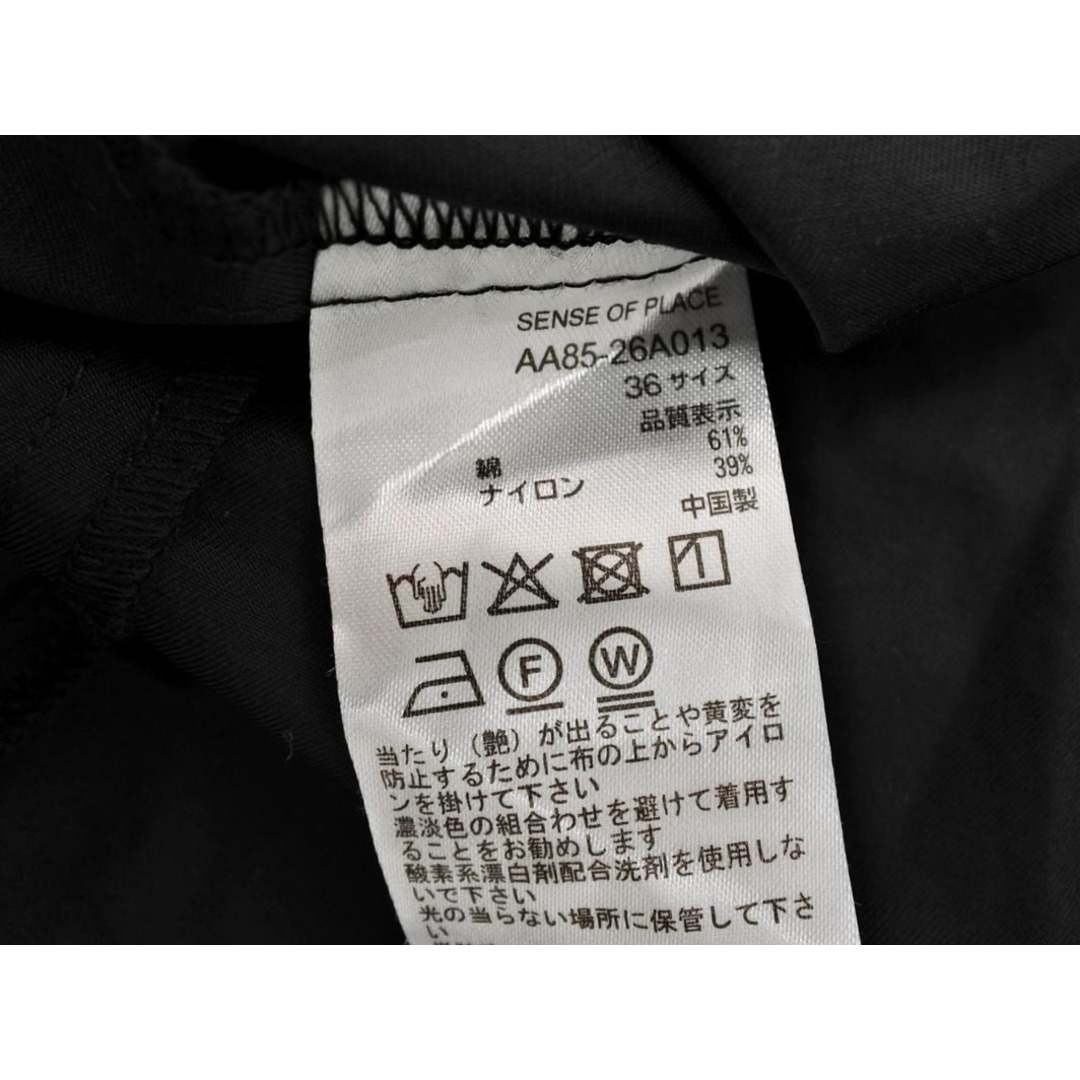 SENSE OF PLACE
AA85-26A013
36 サイズ
品質表示
綿 61%
ナイロン 39%
中国製
F W
当たり(艶)が出ることや黄変を
防止するために布の上からアイロ
ンを掛けて下さい
濃淡色の組合わせを避けて着用す
ることをお勧めします
酸素系漂白剤配合洗剤を使用しな
いで下さい
光の当らない場所に保管して下さ
い